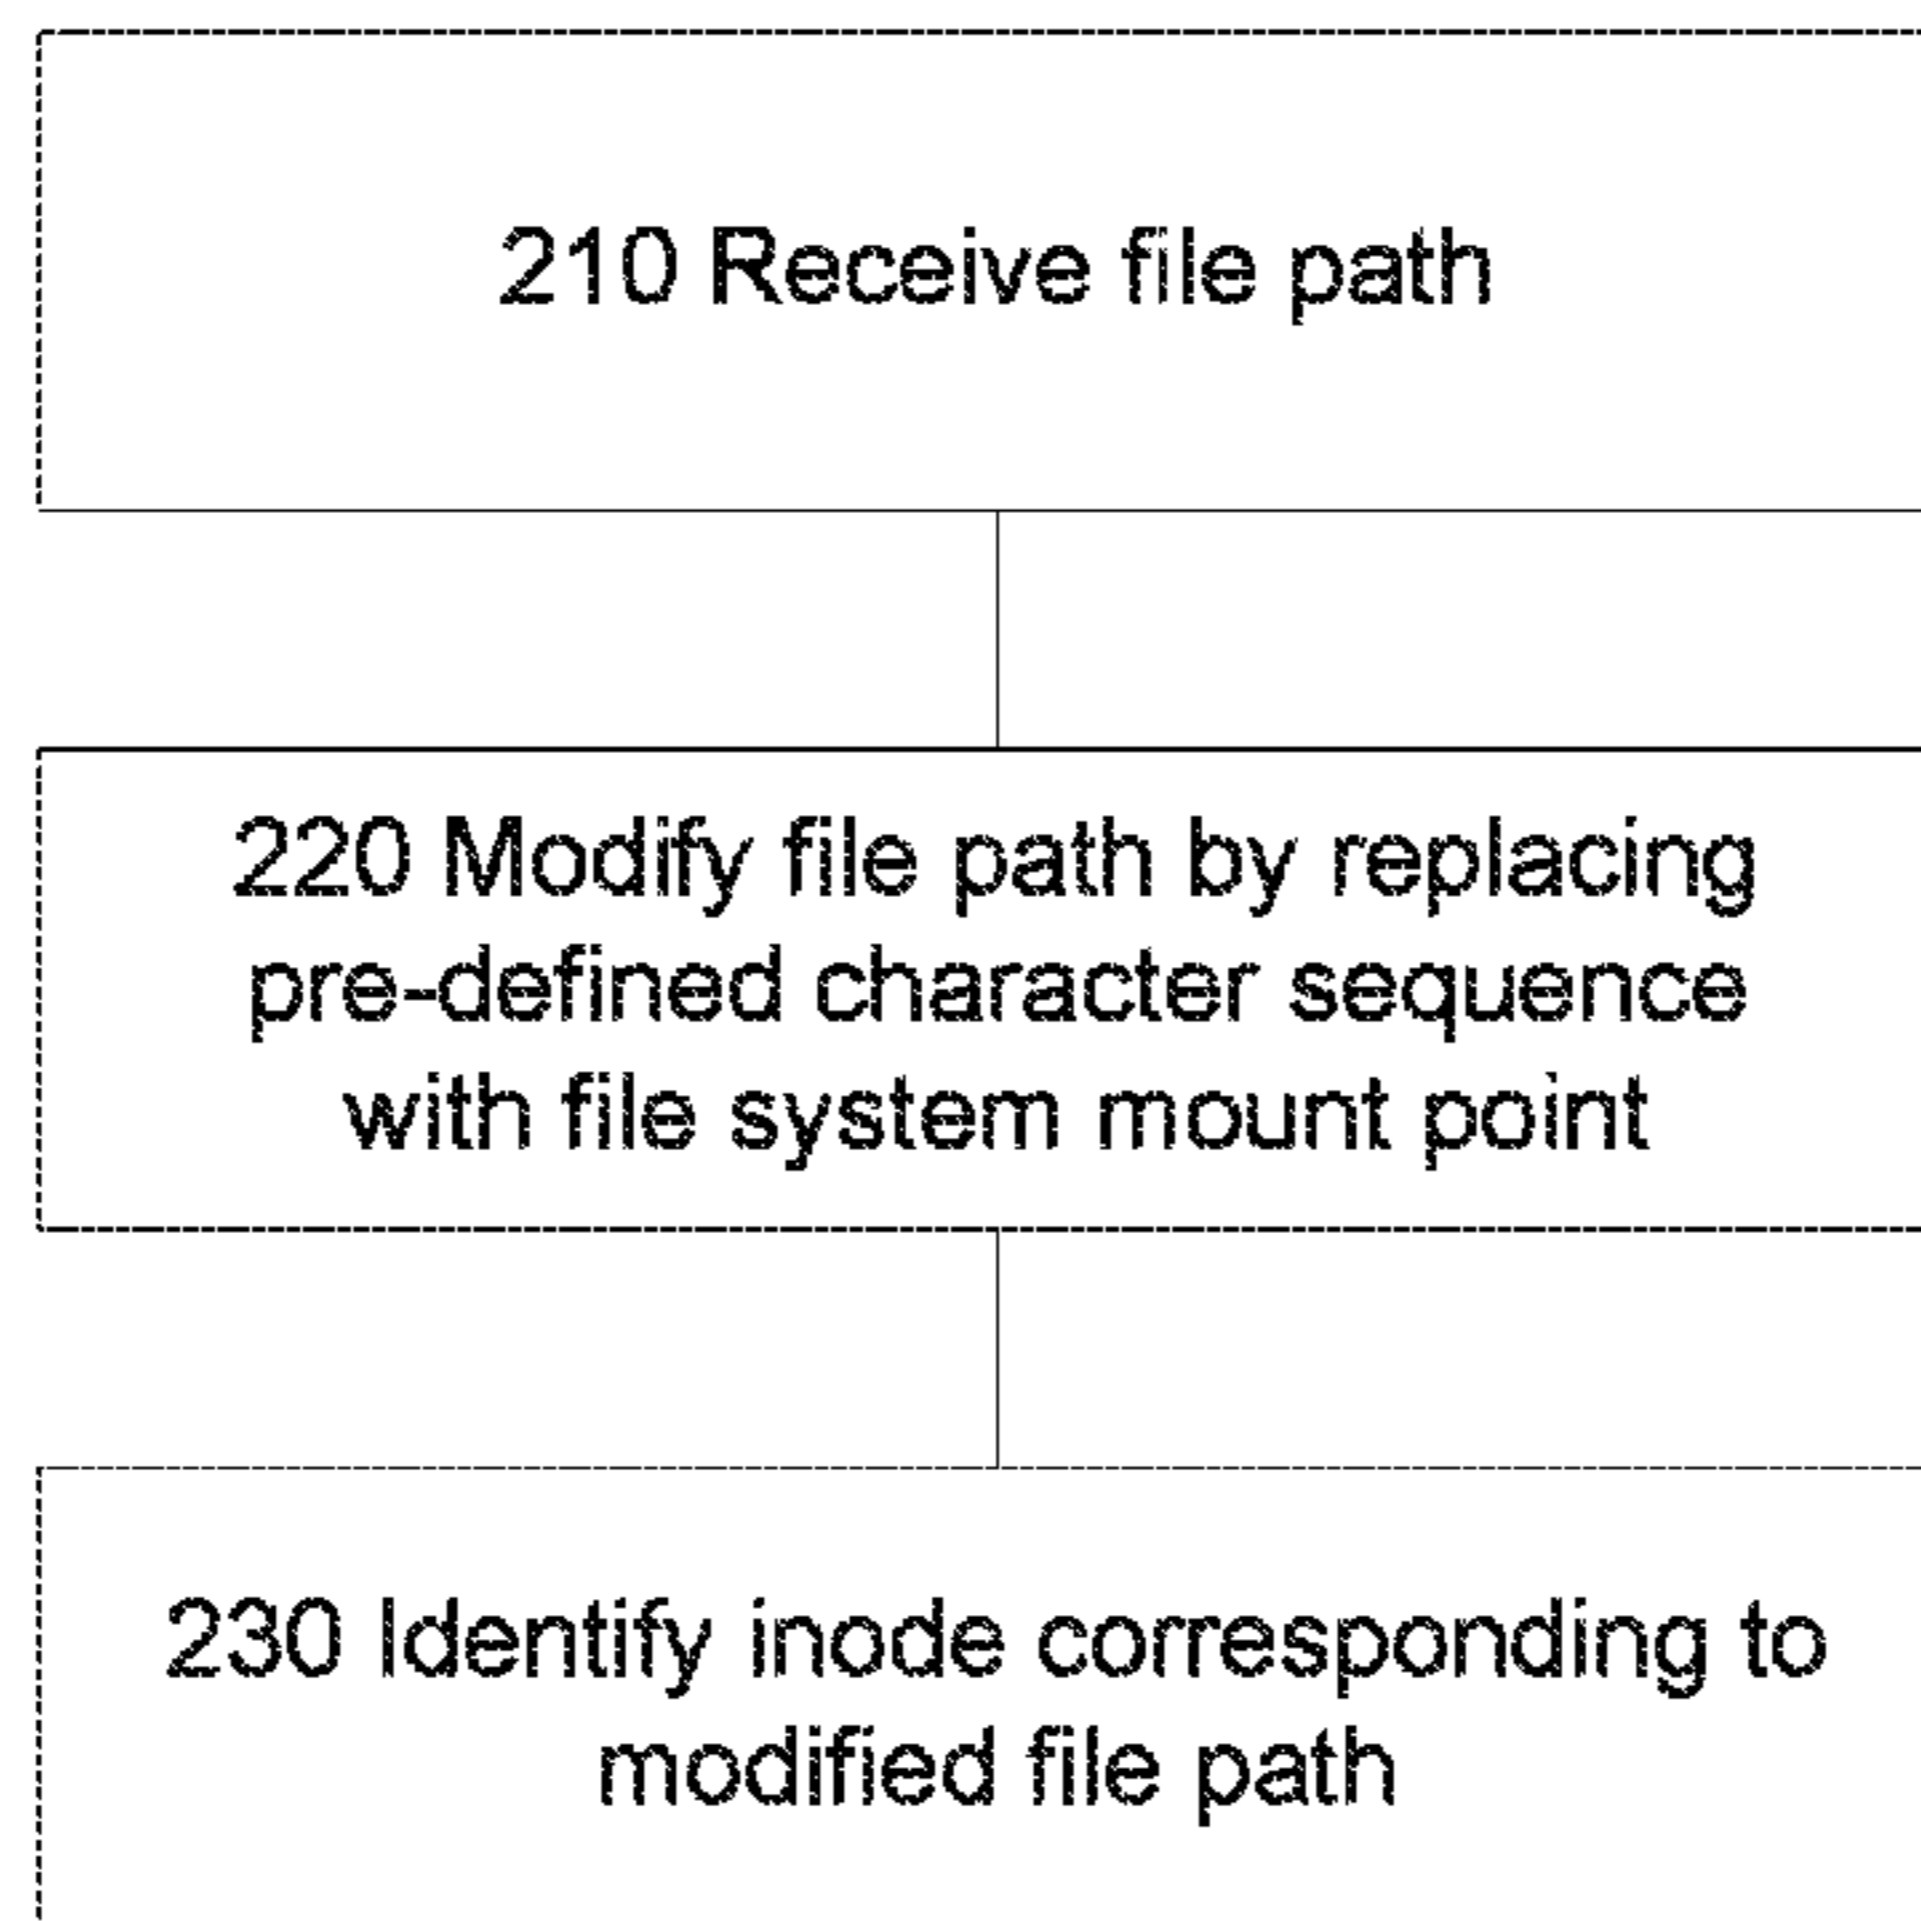 210 Receive file path
220 Modify file path by replacing
pre-defined character sequence
with file system mount point
230 Identify inode corresponding to
modified file path